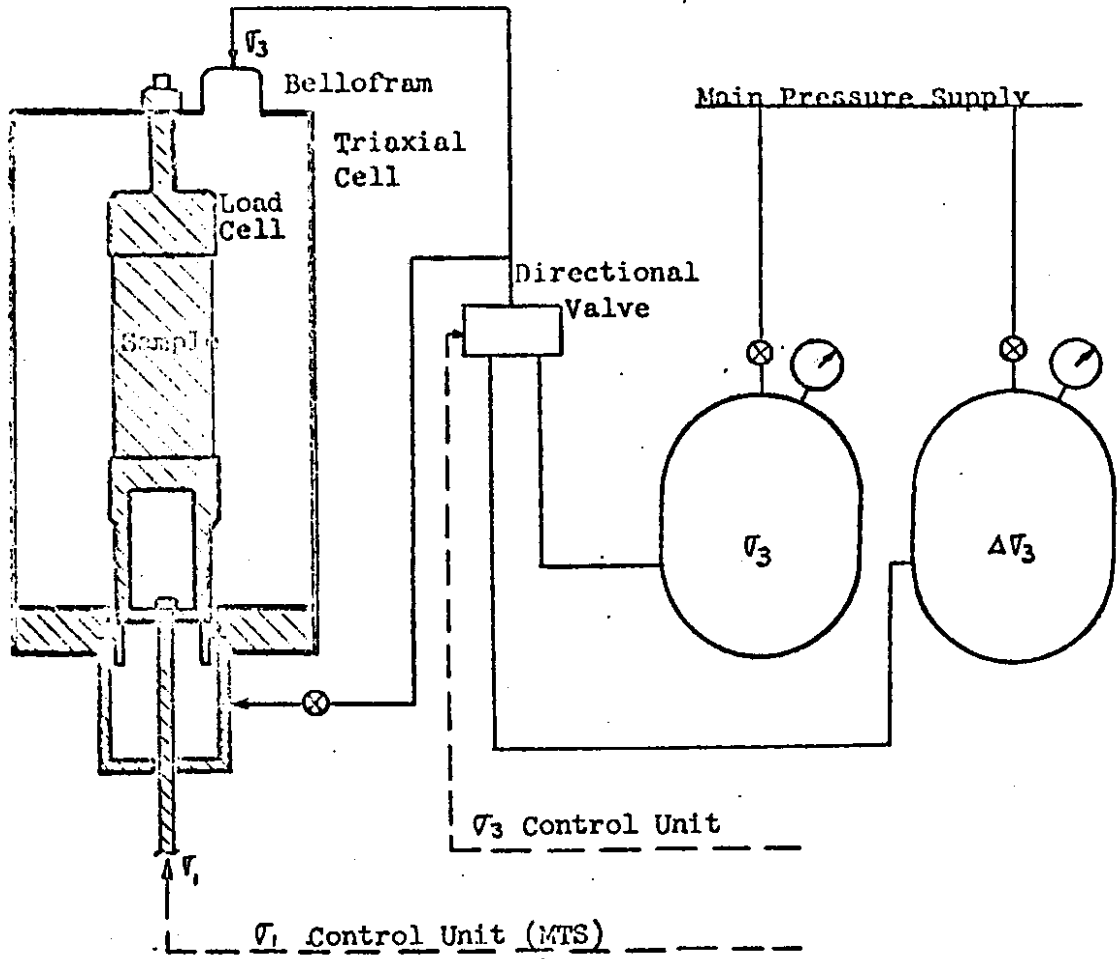 σ3
Bellofram
Main Pressure Supply
Triaxial
Cell
Load
Cell
Directional
Valve
Sample
σ3
Δσ3
σ3 Control Unit
σ1
σ1 Control Unit (MTS)